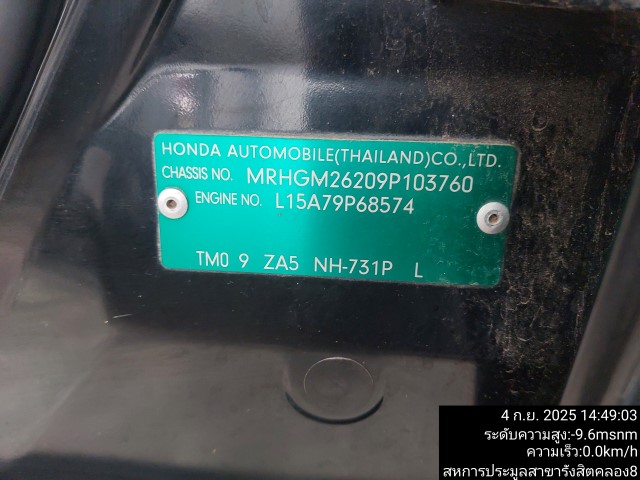 HONDA AUTOMOBILE(THAILAND)CO.,LTD.
CHASSIS NO. MRHGM26209P103760
ENGINE NO. L15A79P68574
TM0 9 ZA5 NH-731P L
4 ก.ย. 2025 14:49:03
ระดับความสูง:-9.6msnm
ความเร็ว:0.0km/h
สหการประมูลสาขารังสิตคลอง8